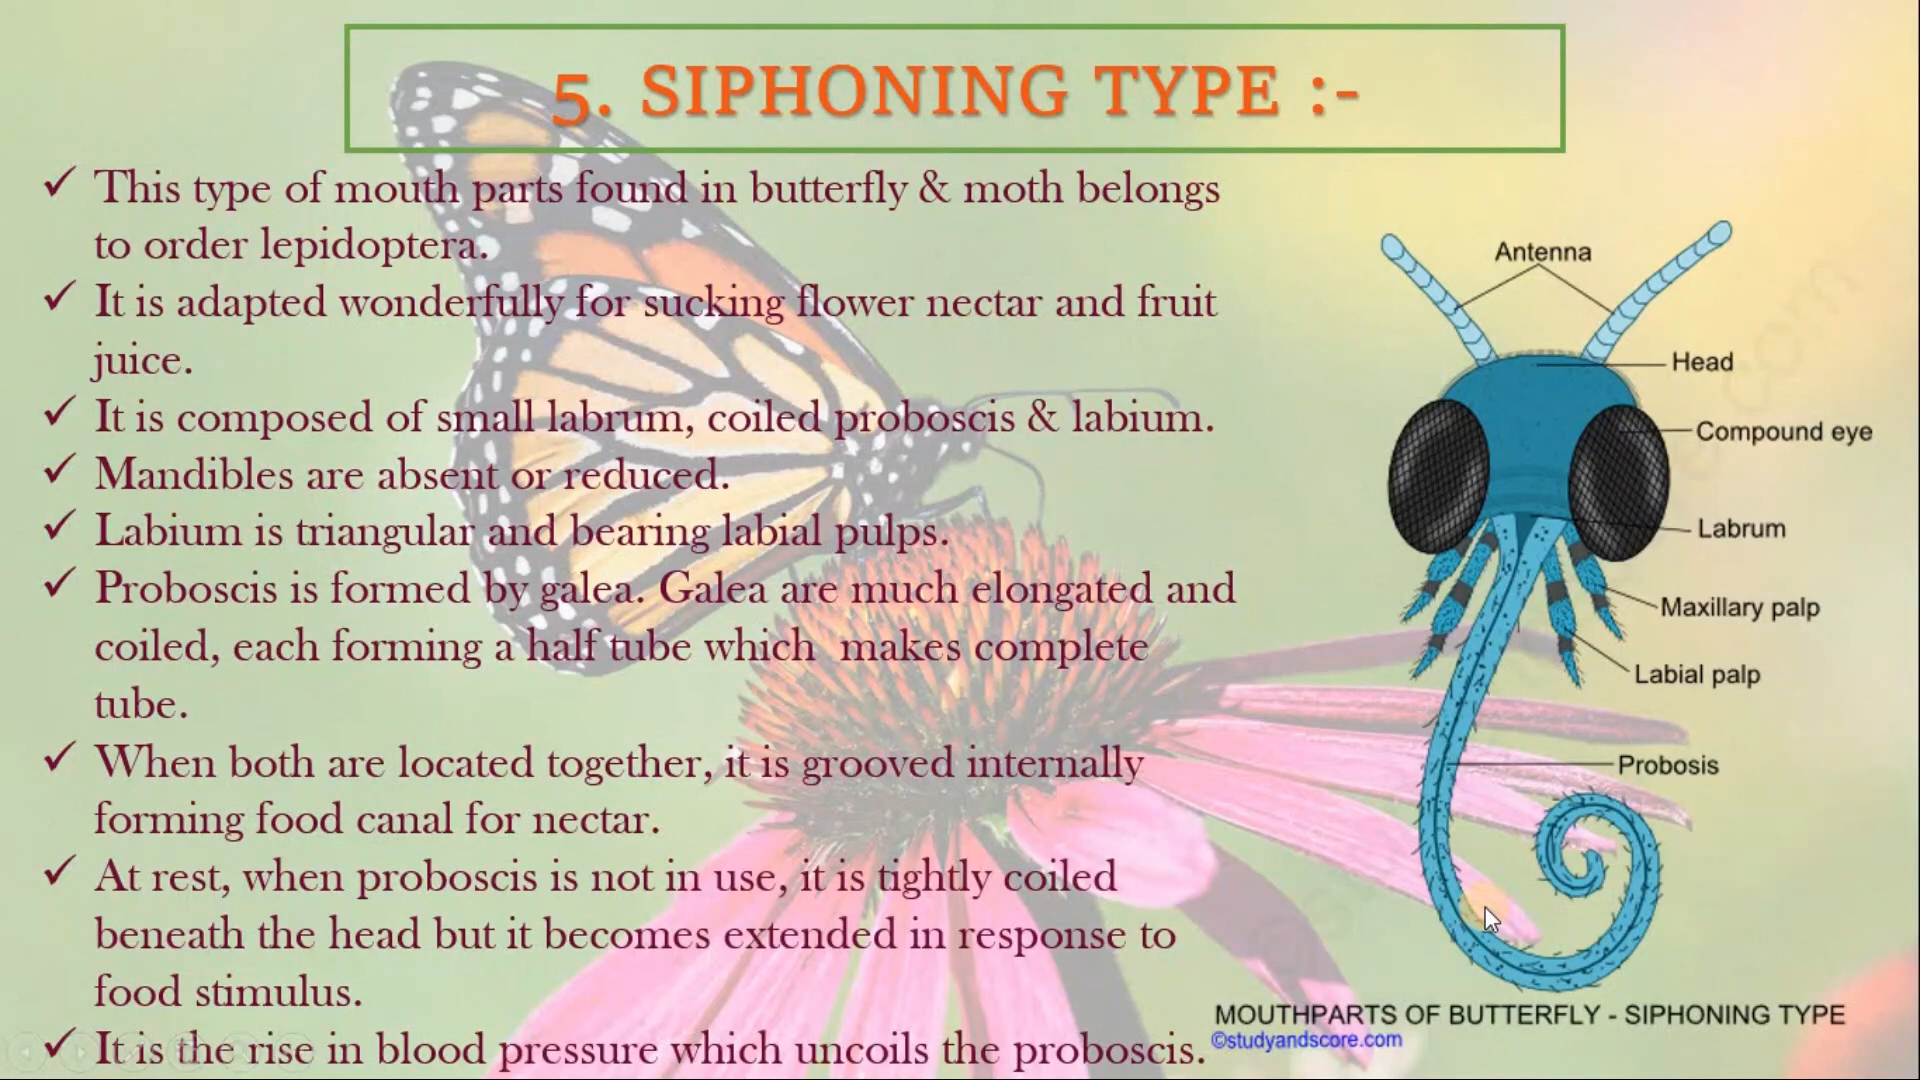 5. SIPHONING TYPE :-
✓ This type of mouth parts found in butterfly & moth belongs
to order lepidoptera.
✓ It is adapted wonderfully for sucking flower nectar and fruit
juice.
✓ It is composed of small labrum, coiled proboscis & labium.
✓ Mandibles are absent or reduced.
✓ Labium is triangular and bearing labial pulps.
✓ Proboscis is formed by galea. Galea are much elongated and
coiled, each forming a half tube which makes complete
tube.
✓ When both are located together, it is grooved internally
forming food canal for nectar.
✓ At rest, when proboscis is not in use, it is tightly coiled
beneath the head but it becomes extended in response to
food stimulus.
✓ It is the rise in blood pressure which uncoils the proboscis.
Antenna
Head
Compound eye
Labrum
Maxillary palp
Labial palp
Probosis
MOUTHPARTS OF BUTTERFLY - SIPHONING TYPE
©studyandscore.com